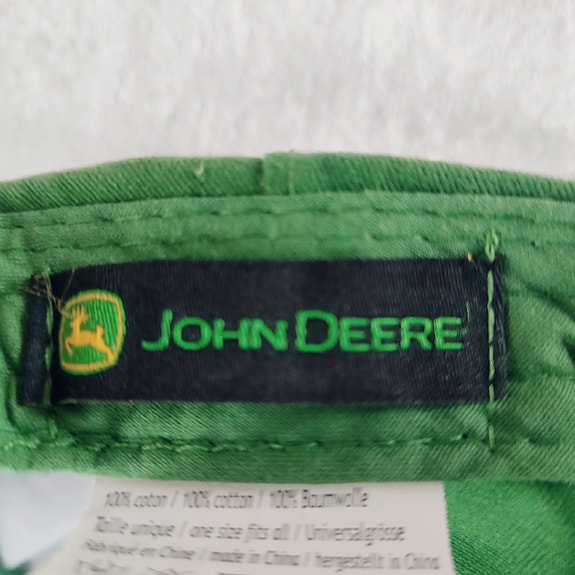 JOHN DEERE
100% coton / 100% cotton / 100% Baumwolle
Taille unique / one size fits all / Universalgrösse
Fabriqué en Chine / made in China / hergestellt in China